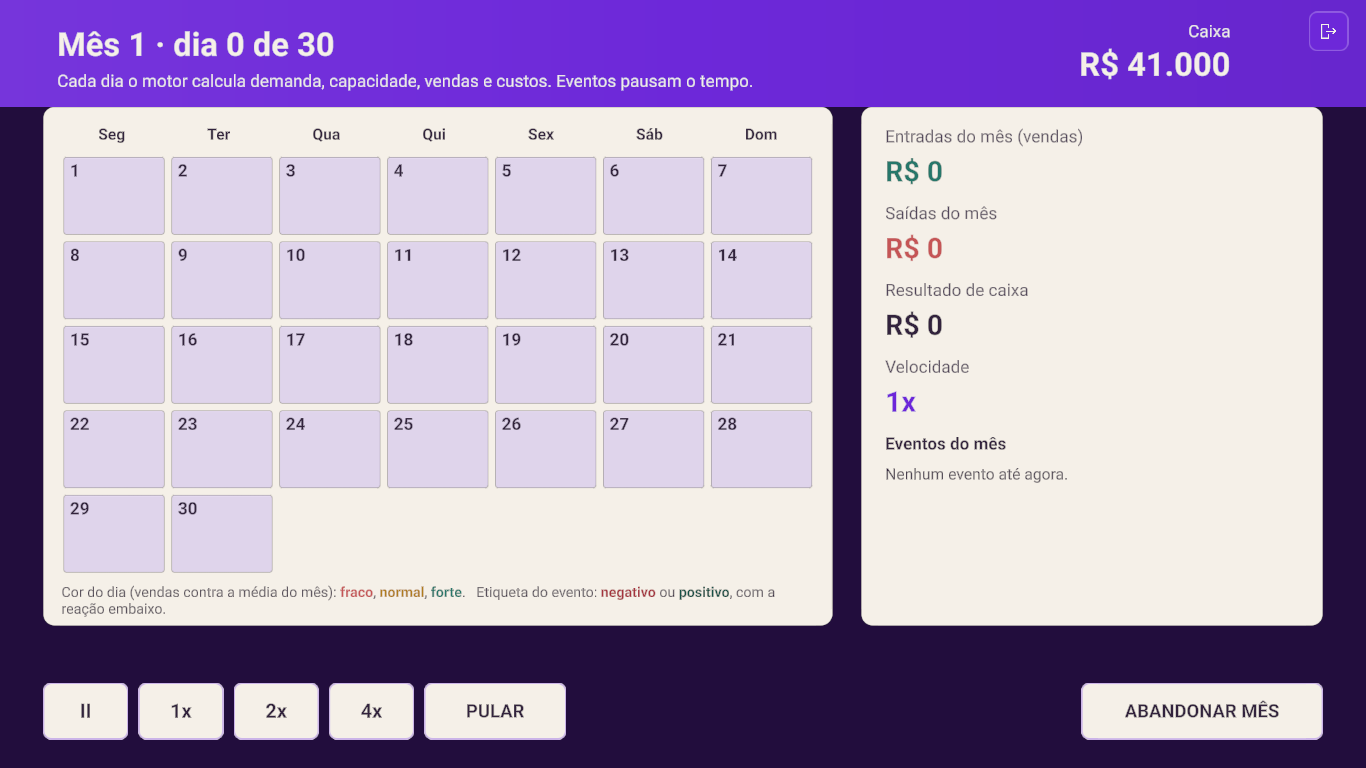 Mês 1 · dia 0 de 30
Cada dia o motor calcula demanda, capacidade, vendas e custos. Eventos pausam o tempo.
Caixa
R$ 41.000
Seg Ter Qua Qui Sex Sáb Dom
1 2 3 4 5 6 7
8 9 10 11 12 13 14
15 16 17 18 19 20 21
22 23 24 25 26 27 28
29 30
Cor do dia (vendas contra a média do mês): fraco, normal, forte. Etiqueta do evento: negativo ou positivo, com a
reação embaixo.
Entradas do mês (vendas)
R$ 0
Saídas do mês
R$ 0
Resultado de caixa
R$ 0
Velocidade
1x
Eventos do mês
Nenhum evento até agora.
II 1x 2x 4x PULAR ABANDONAR MÊS